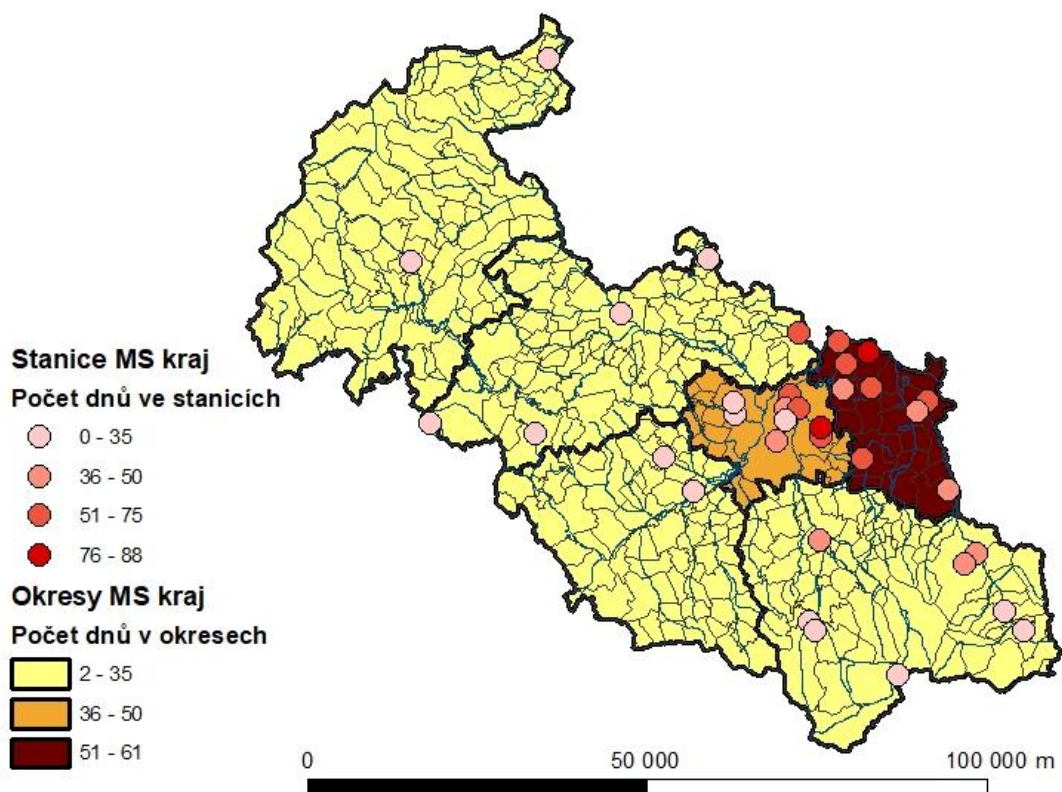 Stanice MS kraj
Počet dnů ve stanicích
0 - 35
36 - 50
51 - 75
76 - 88
Okresy MS kraj
Počet dnů v okresech
2 - 35
36 - 50
51 - 61
0 50 000 100 000 m